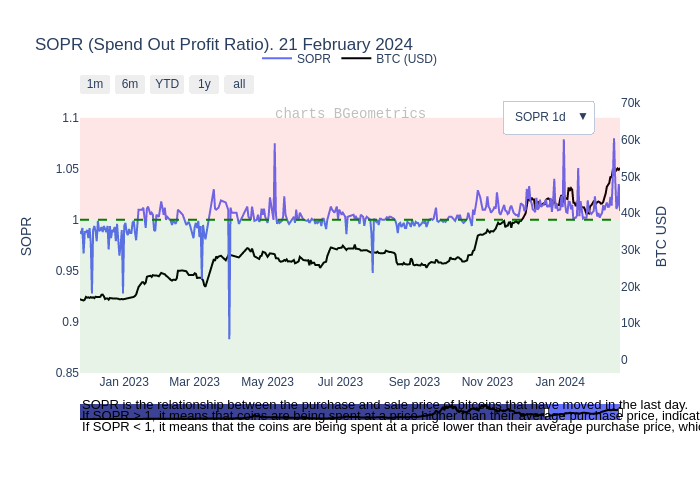 SOPR (Spend Out Profit Ratio). 21 February 2024
SOPR BTC (USD)
1m 6m YTD 1y all
charts BGeometrics
SOPR 1d ▼
SOPR
1.1
1.05
1
0.95
0.9
0.85
70k
60k
50k
40k
30k
20k
10k
0
BTC USD
Jan 2023 Mar 2023 May 2023 Jul 2023 Sep 2023 Nov 2023 Jan 2024
SOPR is the relationship between the purchase and sale price of bitcoins that have moved in the last day.
If SOPR > 1, it means that coins are being spent at a price higher than their average purchase price, indicat
If SOPR < 1, it means that the coins are being spent at a price lower than their average purchase price, whic